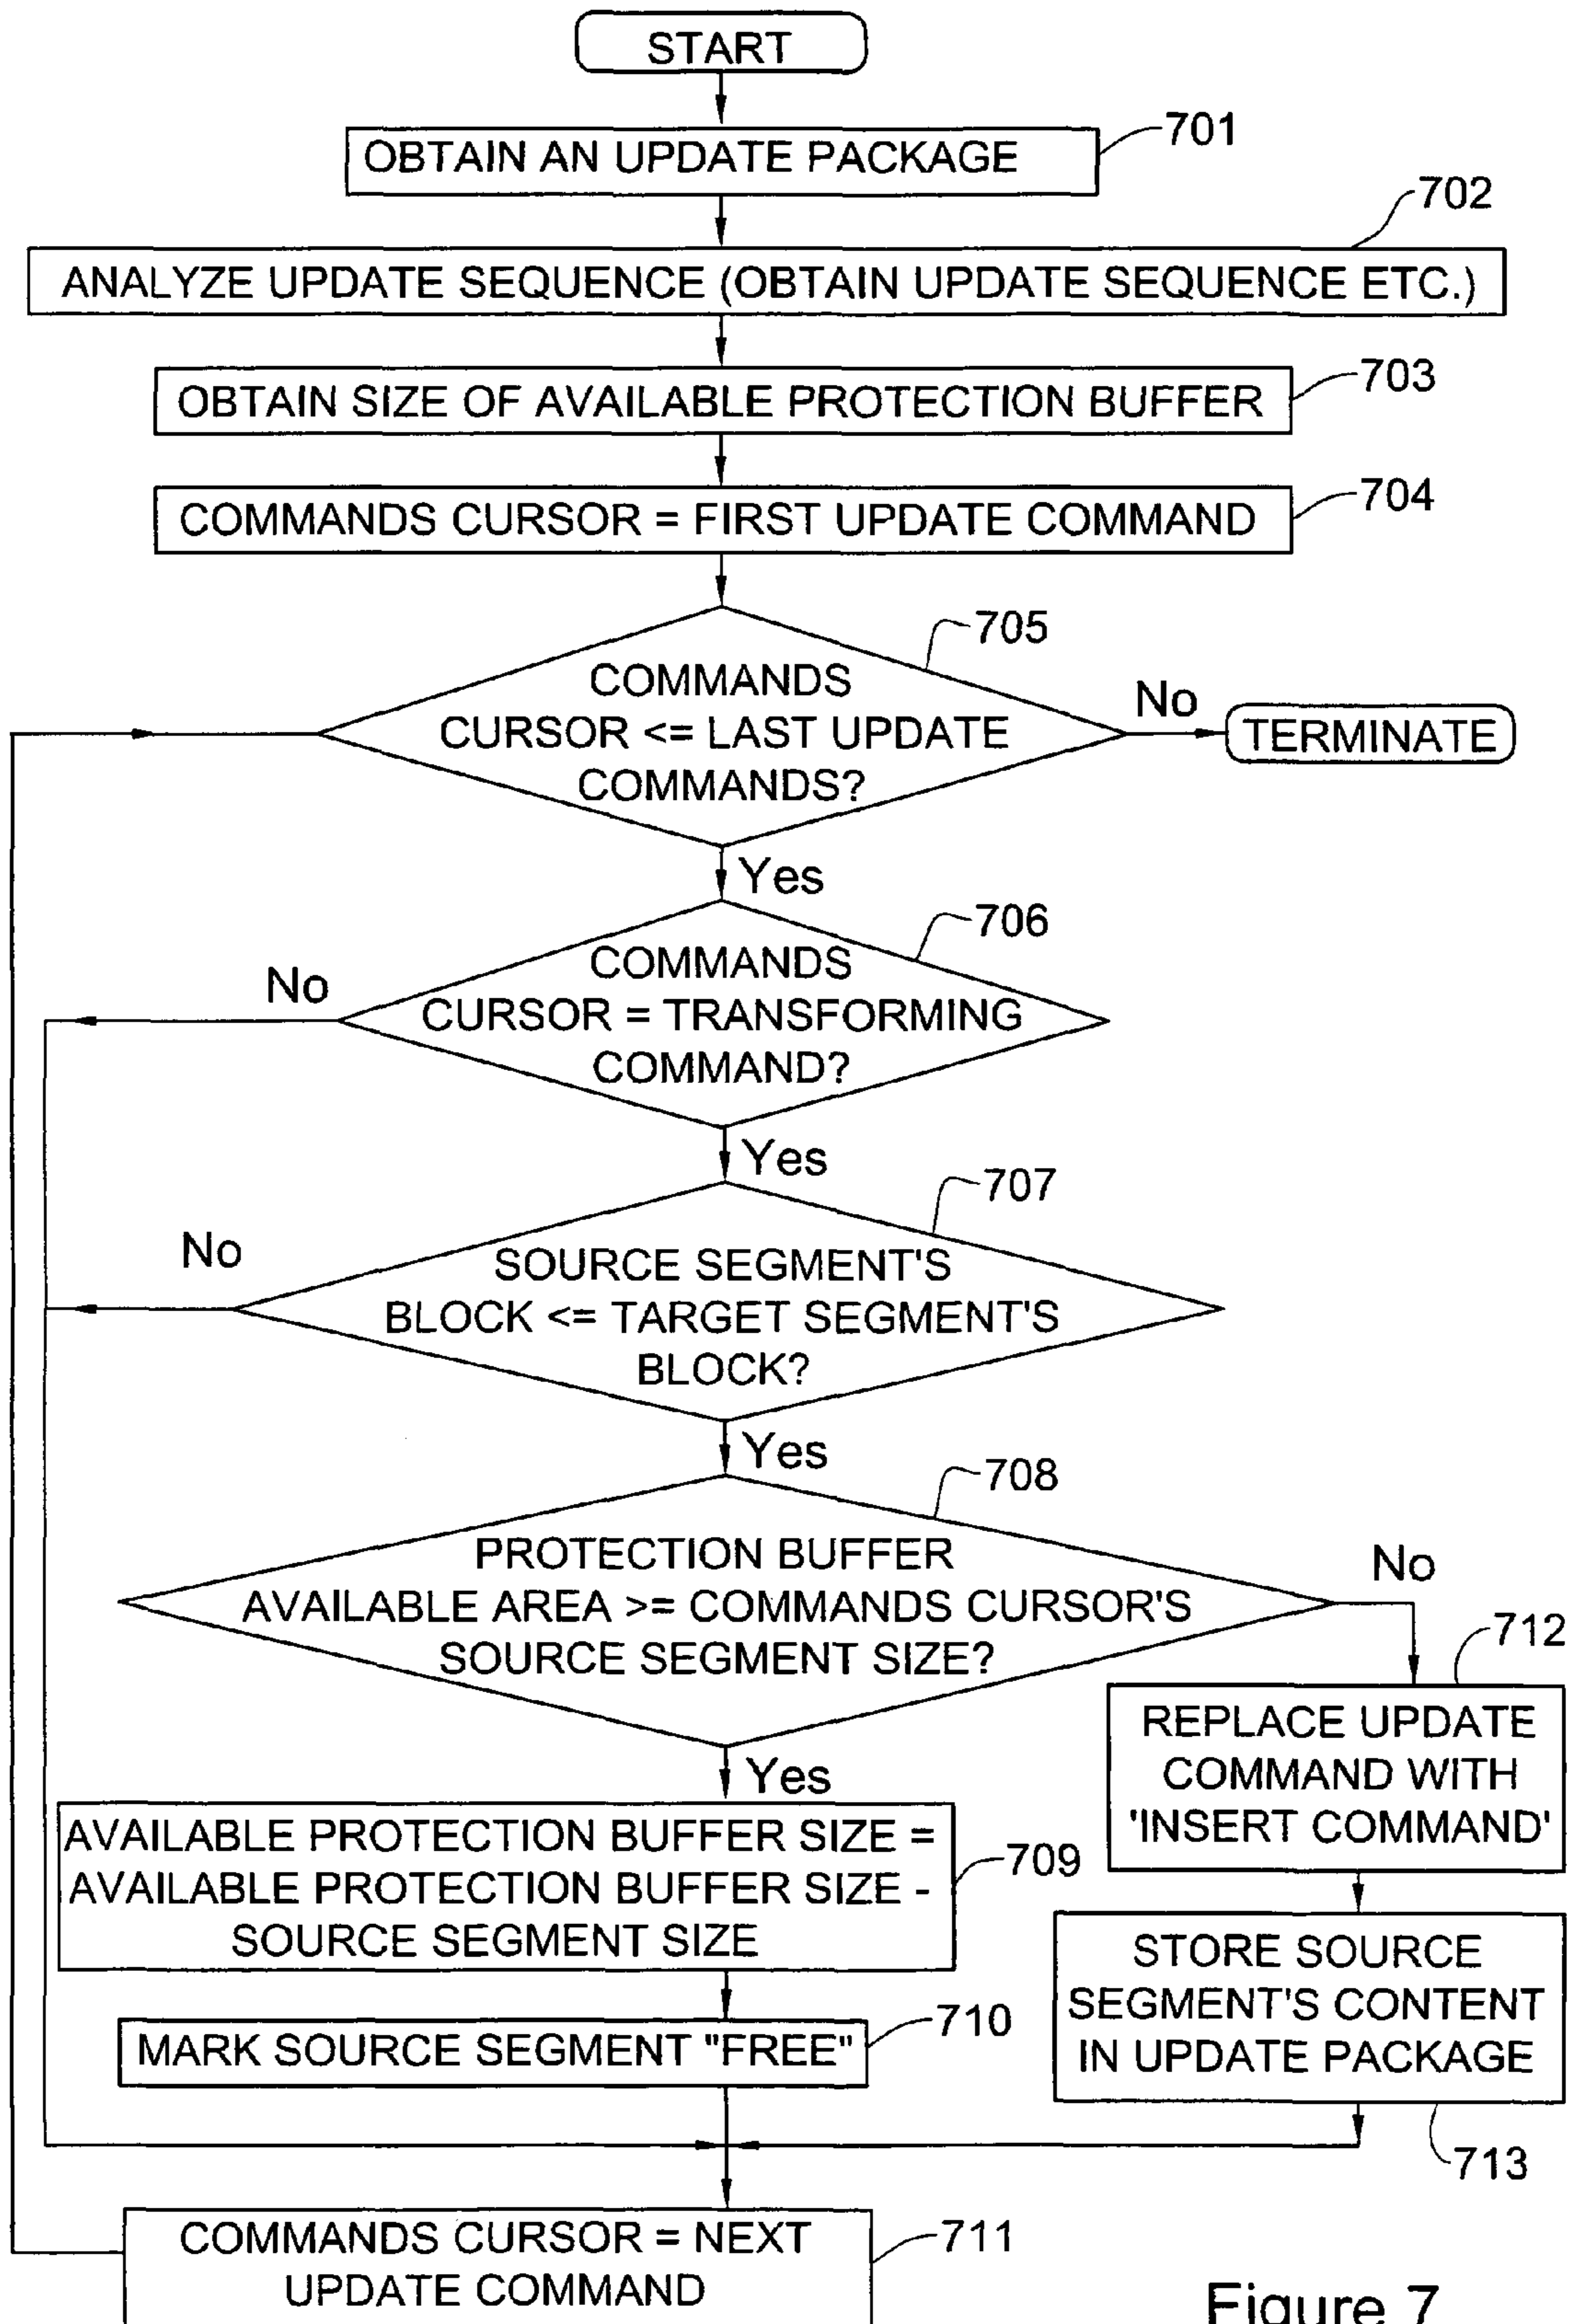 START
OBTAIN AN UPDATE PACKAGE
701
702
ANALYZE UPDATE SEQUENCE (OBTAIN UPDATE SEQUENCE ETC.)
703
OBTAIN SIZE OF AVAILABLE PROTECTION BUFFER
704
COMMANDS CURSOR = FIRST UPDATE COMMAND
705
COMMANDS
CURSOR <= LAST UPDATE
COMMANDS?
No
TERMINATE
Yes
706
COMMANDS
CURSOR = TRANSFORMING
COMMAND?
No
Yes
707
SOURCE SEGMENT'S
BLOCK <= TARGET SEGMENT'S
BLOCK?
No
Yes
708
PROTECTION BUFFER
AVAILABLE AREA >= COMMANDS CURSOR'S
SOURCE SEGMENT SIZE?
No
Yes
712
REPLACE UPDATE
COMMAND WITH
'INSERT COMMAND'
AVAILABLE PROTECTION BUFFER SIZE =
AVAILABLE PROTECTION BUFFER SIZE -
SOURCE SEGMENT SIZE
709
STORE SOURCE
SEGMENT'S CONTENT
IN UPDATE PACKAGE
713
MARK SOURCE SEGMENT "FREE"
710
COMMANDS CURSOR = NEXT
UPDATE COMMAND
711
Figure 7